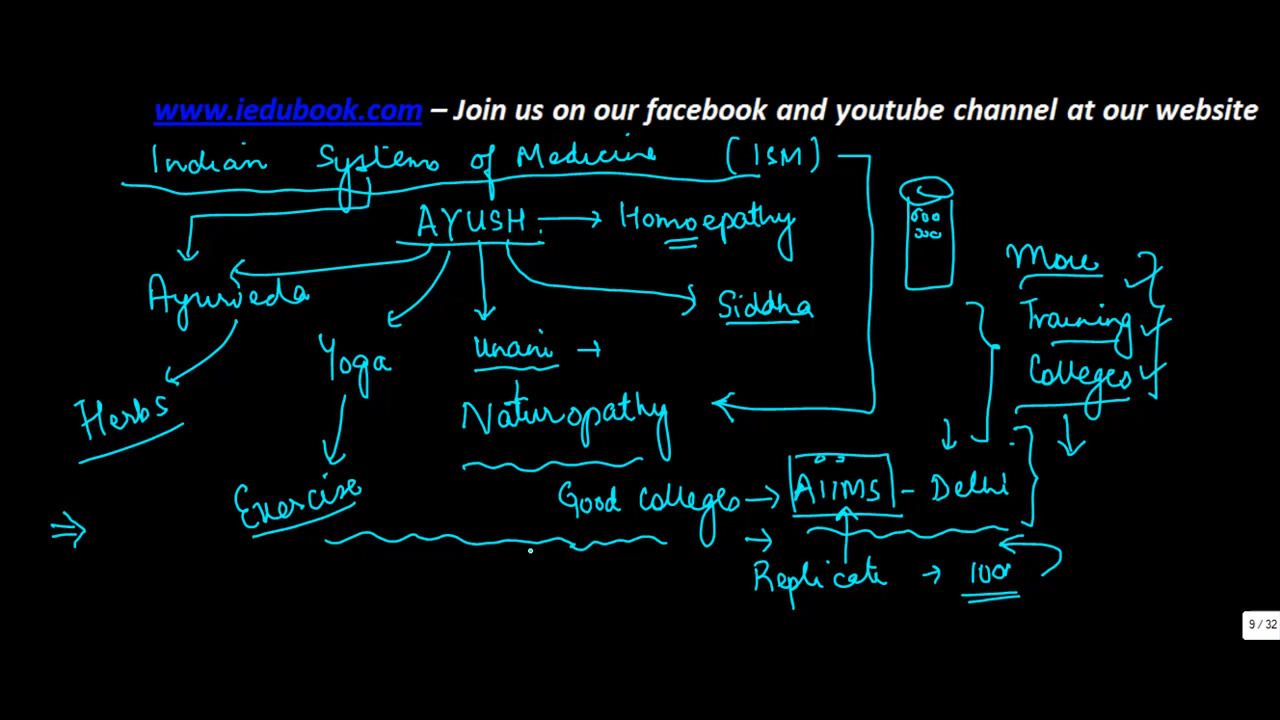 www.iedubook.com – Join us on our facebook and youtube channel at our website
Indian Systems of Medicine (ISM)
AYUSH. → Homoepathy
More
Ayurveda
Siddha
Training
Yoga
Unani →
Colleges
Herbs
Naturopathy
Exercise
Good Colleges → AIIMS - Delhi
Replicate → 100
9 / 32